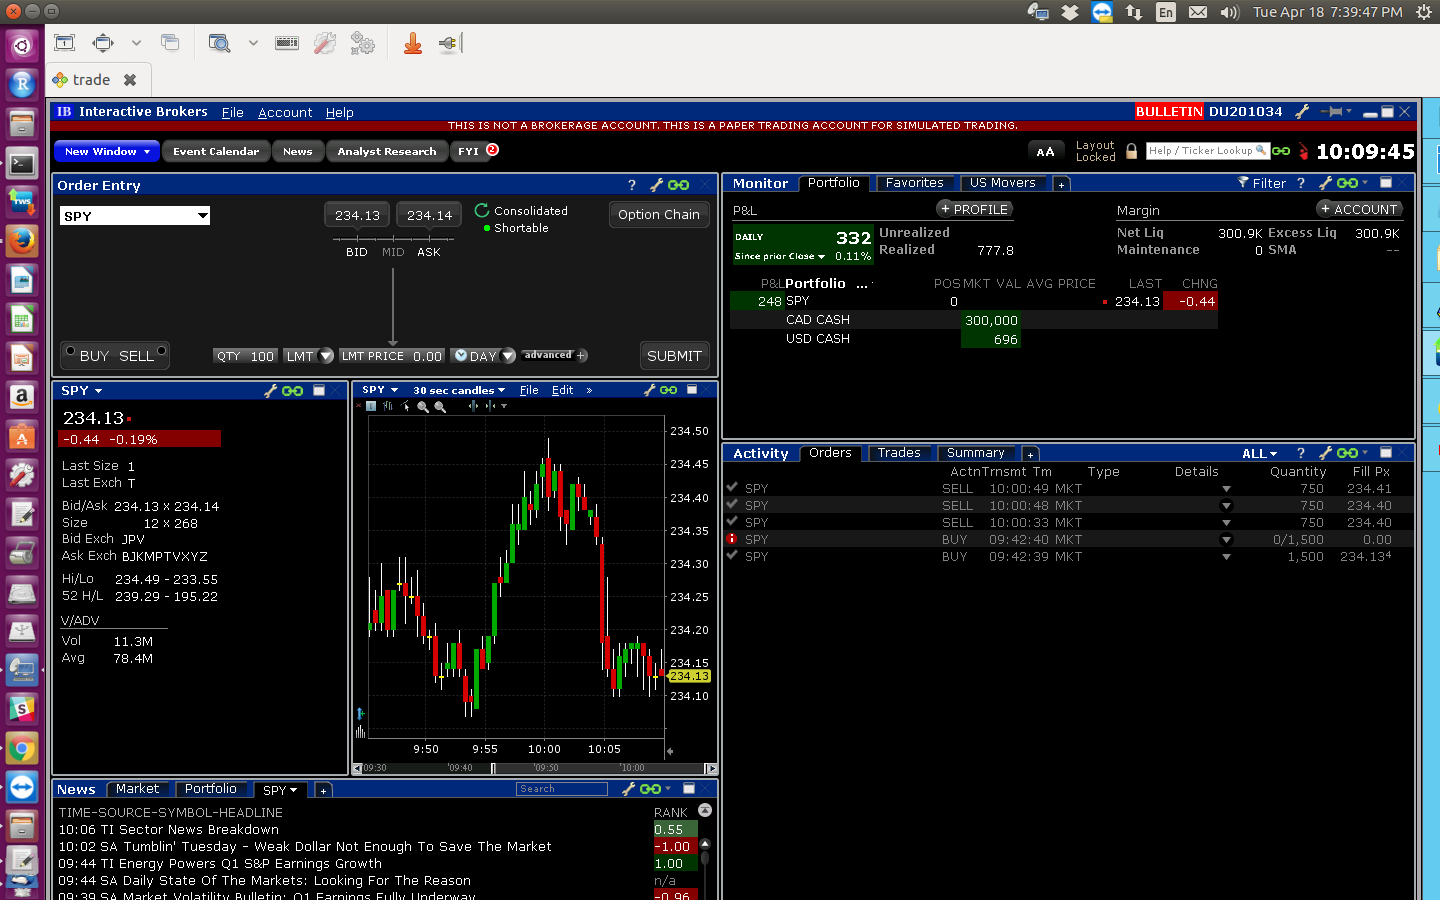 En Tue Apr 18 7:39:47 PM
trade
IB Interactive Brokers File Account Help BULLETIN DU201034
THIS IS NOT A BROKERAGE ACCOUNT. THIS IS A PAPER TRADING ACCOUNT FOR SIMULATED TRADING.
New Window Event Calendar News Analyst Research FYI 2 AA Layout Locked Help / Ticker Lookup 10:09:45
Order Entry ?
SPY 234.13 234.14 Consolidated Option Chain
Shortable
BID MID ASK
BUY SELL QTY 100 LMT LMT PRICE 0.00 DAY advanced + SUBMIT
Monitor Portfolio Favorites US Movers + Filter ?
P&L + PROFILE Margin + ACCOUNT
DAILY 332 Unrealized Net Liq 300.9K Excess Liq 300.9K
Since prior Close 0.11% Realized 777.8 Maintenance 0 SMA --
P&L Portfolio ... POS MKT VAL AVG PRICE LAST CHNG
248 SPY 0 234.13 -0.44
CAD CASH 300,000
USD CASH 696
SPY
234.13
-0.44 -0.19%
Last Size 1
Last Exch T
Bid/Ask 234.13 x 234.14
Size 12 x 268
Bid Exch JPV
Ask Exch BJKMPTVXYZ
Hi/Lo 234.49 - 233.55
52 H/L 239.29 - 195.22
V/ADV
Vol 11.3M
Avg 78.4M
SPY 30 sec candles File Edit »
234.50
234.45
234.40
234.35
234.30
234.25
234.20
234.15
234.13
234.10
9:50 9:55 10:00 10:05
09:30 '09:40 '09:50 '10:00
Activity Orders Trades Summary + ALL ?
Actn Trnsmt Tm Type Details Quantity Fill Px
SPY SELL 10:00:49 MKT 750 234.41
SPY SELL 10:00:48 MKT 750 234.40
SPY SELL 10:00:33 MKT 750 234.40
SPY BUY 09:42:40 MKT 0/1,500 0.00
SPY BUY 09:42:39 MKT 1,500 234.13⁴
News Market Portfolio SPY + Search
TIME-SOURCE-SYMBOL-HEADLINE RANK
10:06 TI Sector News Breakdown 0.55
10:02 SA Tumblin' Tuesday - Weak Dollar Not Enough To Save The Market -1.00
09:44 TI Energy Powers Q1 S&P Earnings Growth 1.00
09:44 SA Daily State Of The Markets: Looking For The Reason n/a
09:39 SA Market Volatility Bulletin: Q1 Earnings Fully Underway -0.96